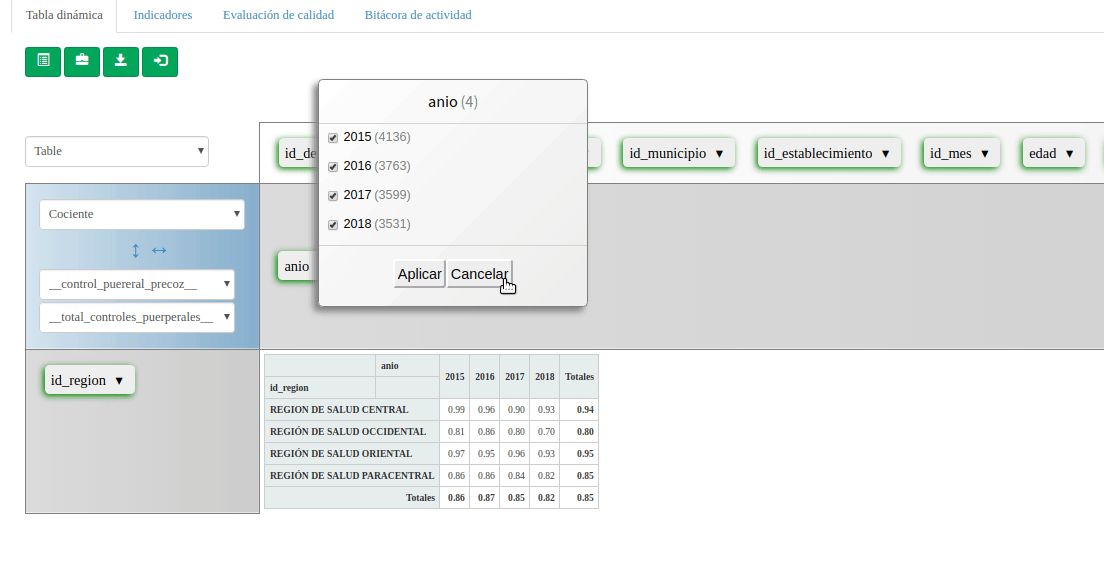 Tabla dinámica Indicadores Evaluación de calidad Bitácora de actividad
anio (4)
2015 (4136)
2016 (3763)
2017 (3599)
2018 (3531)
Aplicar Cancelar
Table
id_de id_municipio ▼ id_establecimiento ▼ id_mes ▼ edad ▼
Cociente
anio
__control_puereral_precoz__
__total_controles_puerperales__
id_region ▼
anio 2015 2016 2017 2018 Totales
id_region
REGION DE SALUD CENTRAL 0.99 0.96 0.90 0.93 0.94
REGIÓN DE SALUD OCCIDENTAL 0.81 0.86 0.80 0.70 0.80
REGIÓN DE SALUD ORIENTAL 0.97 0.95 0.96 0.93 0.95
REGIÓN DE SALUD PARACENTRAL 0.86 0.86 0.84 0.82 0.85
Totales 0.86 0.87 0.85 0.82 0.85